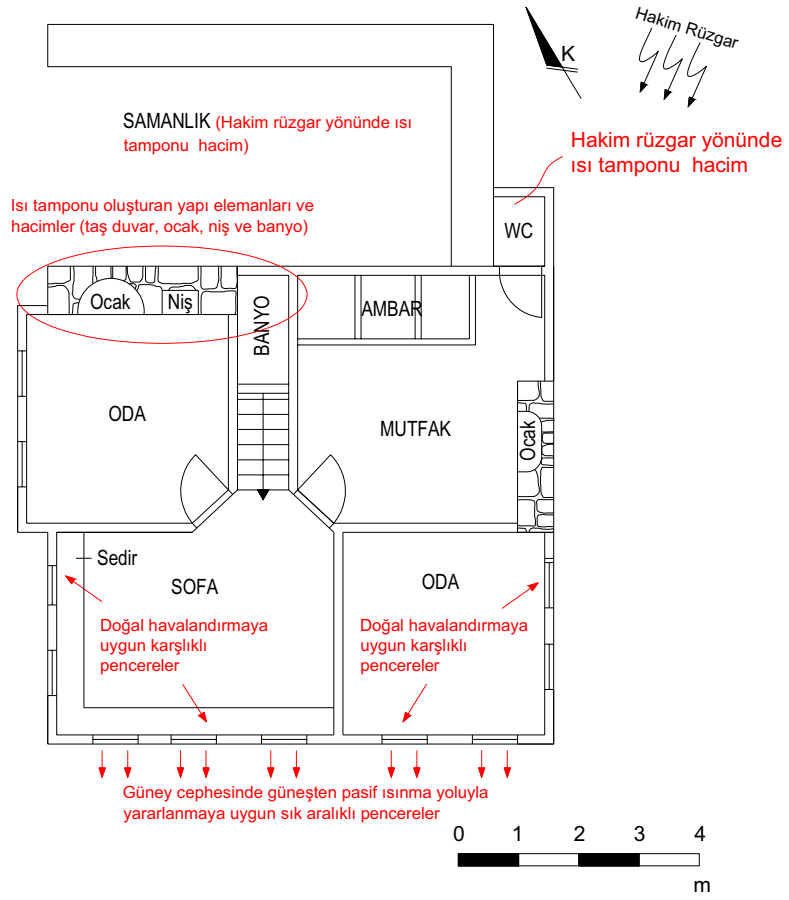 Hakim Rüzgar
K
SAMANLIK (Hakim rüzgar yönünde ısı
tamponu hacim)
Hakim rüzgar yönünde
ısı tamponu hacim
Isı tamponu oluşturan yapı elemanları ve
hacimler (taş duvar, ocak, niş ve banyo)
WC
Ocak
Niş
BANYO
AMBAR
ODA
MUTFAK
Ocak
Sedir
SOFA
ODA
Doğal havalandırmaya
uygun karşlıklı
pencereler
Doğal havalandırmaya
uygun karşlıklı
pencereler
Güney cephesinde güneşten pasif ısınma yoluyla
yararlanmaya uygun sık aralıklı pencereler
0 1 2 3 4
m